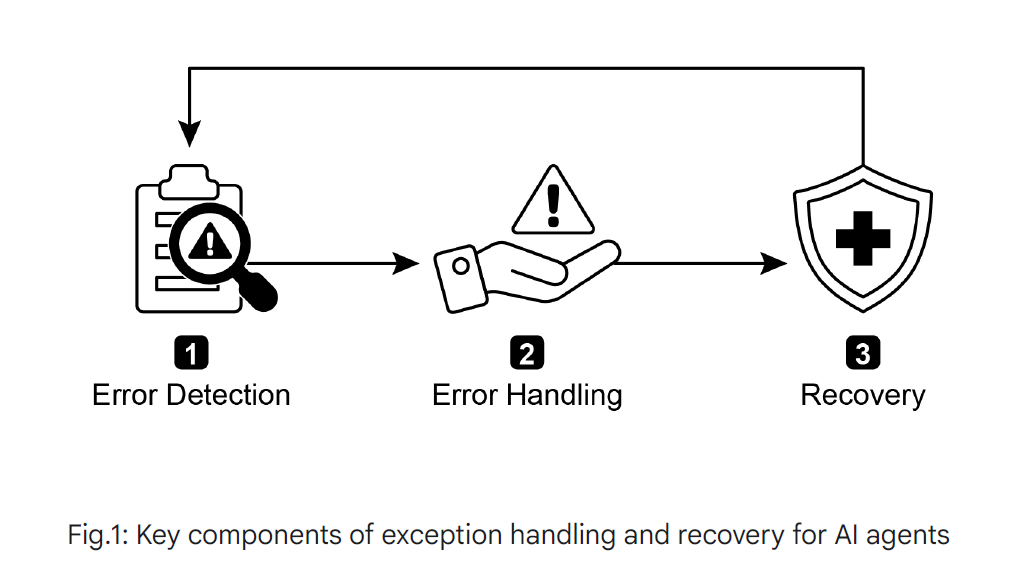 1
Error Detection
2
Error Handling
3
Recovery
Fig.1: Key components of exception handling and recovery for AI agents